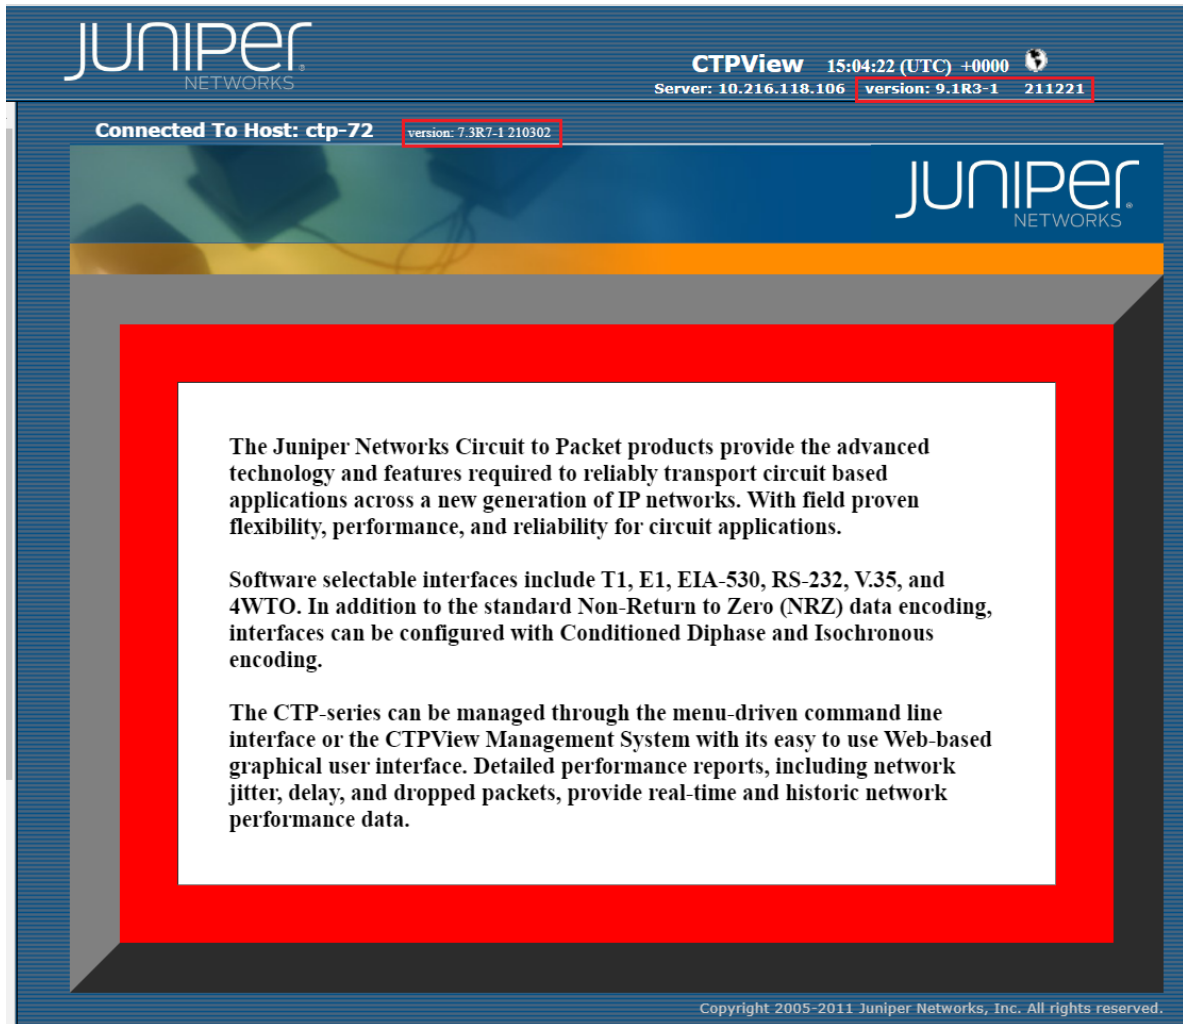 JUNIPER
NETWORKS
CTPView 15:04:22 (UTC) +0000
Server: 10.216.118.106 version: 9.1R3-1 211221
Connected To Host: ctp-72 version: 7.3R7-1 210302
JUNIPER
NETWORKS
The Juniper Networks Circuit to Packet products provide the advanced
technology and features required to reliably transport circuit based
applications across a new generation of IP networks. With field proven
flexibility, performance, and reliability for circuit applications.
Software selectable interfaces include T1, E1, EIA-530, RS-232, V.35, and
4WTO. In addition to the standard Non-Return to Zero (NRZ) data encoding,
interfaces can be configured with Conditioned Diphase and Isochronous
encoding.
The CTP-series can be managed through the menu-driven command line
interface or the CTPView Management System with its easy to use Web-based
graphical user interface. Detailed performance reports, including network
jitter, delay, and dropped packets, provide real-time and historic network
performance data.
Copyright 2005-2011 Juniper Networks, Inc. All rights reserved.